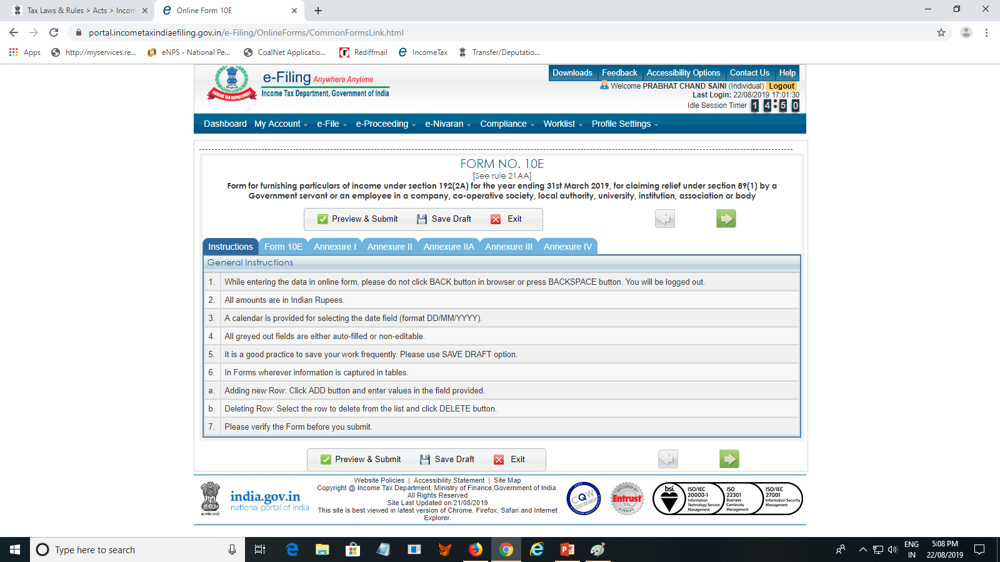 Tax Laws & Rules > Acts > Incom
Online Form 10E
portal.incometaxindiaefiling.gov.in/e-Filing/OnlineForms/CommonFormsLink.html
Apps
http://myservices.re...
eNPS - National Pe...
CoalNet Applicatio...
Rediffmail
IncomeTax
Transfer/Deputatio...
e-Filing Anywhere Anytime
Income Tax Department, Government of India
INCOME TAX DEPARTMENT
Downloads Feedback Accessibility Options Contact Us Help
Welcome PRABHAT CHAND SAINI (Individual) Logout
Last Login: 22/08/2019 17:01:30
Idle Session Timer 14:50
Dashboard My Account e-File e-Proceeding e-Nivaran Compliance Worklist Profile Settings
FORM NO. 10E
[See rule 21AA]
Form for furnishing particulars of income under section 192(2A) for the year ending 31st March 2019, for claiming relief under section 89(1) by a
Government servant or an employee in a company, co-operative society, local authority, university, institution, association or body
Preview & Submit Save Draft Exit
Instructions Form 10E Annexure I Annexure II Annexure IIA Annexure III Annexure IV
General Instructions
1. While entering the data in online form, please do not click BACK button in browser or press BACKSPACE button. You will be logged out.
2. All amounts are in Indian Rupees.
3. A calendar is provided for selecting the date field (format DD/MM/YYYY).
4. All greyed out fields are either auto-filled or non-editable.
5. It is a good practice to save your work frequently. Please use SAVE DRAFT option.
6. In Forms wherever information is captured in tables.
a. Adding new Row: Click ADD button and enter values in the field provided.
b. Deleting Row: Select the row to delete from the list and click DELETE button.
7. Please verify the Form before you submit.
Preview & Submit Save Draft Exit
सत्यमेव जयते
india.gov.in
national portal of India
Website Policies | Accessibility Statement | Site Map
Copyright @ Income Tax Department, Ministry of Finance,Government of India.
All Rights Reserved
Site Last Updated on 21/08/2019
This site is best viewed in latest version of Chrome, Firefox, Safari and Internet
Explorer.
CQW
SECURED BY
Entrust
SSL
VERIFY
bsi.
ISO/IEC
20000-1
Information
Technology Service
Management
ISO
22301
Business
Continuity
Management
ISO/IEC
27001
Information Security
Management
Type here to search
ENG
IN
5:08 PM
22/08/2019